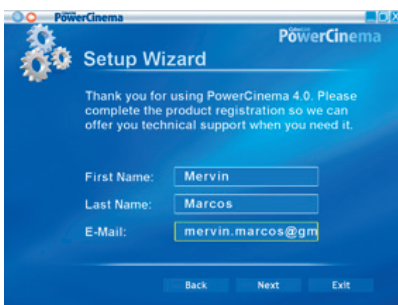 PowerCinema
PowerCinema
Setup Wizard
Thank you for using PowerCinema 4.0. Please
complete the product registration so we can
offer you technical support when you need it.
First Name: Mervin
Last Name: Marcos
E-Mail: mervin.marcos@gm
Back Next Exit